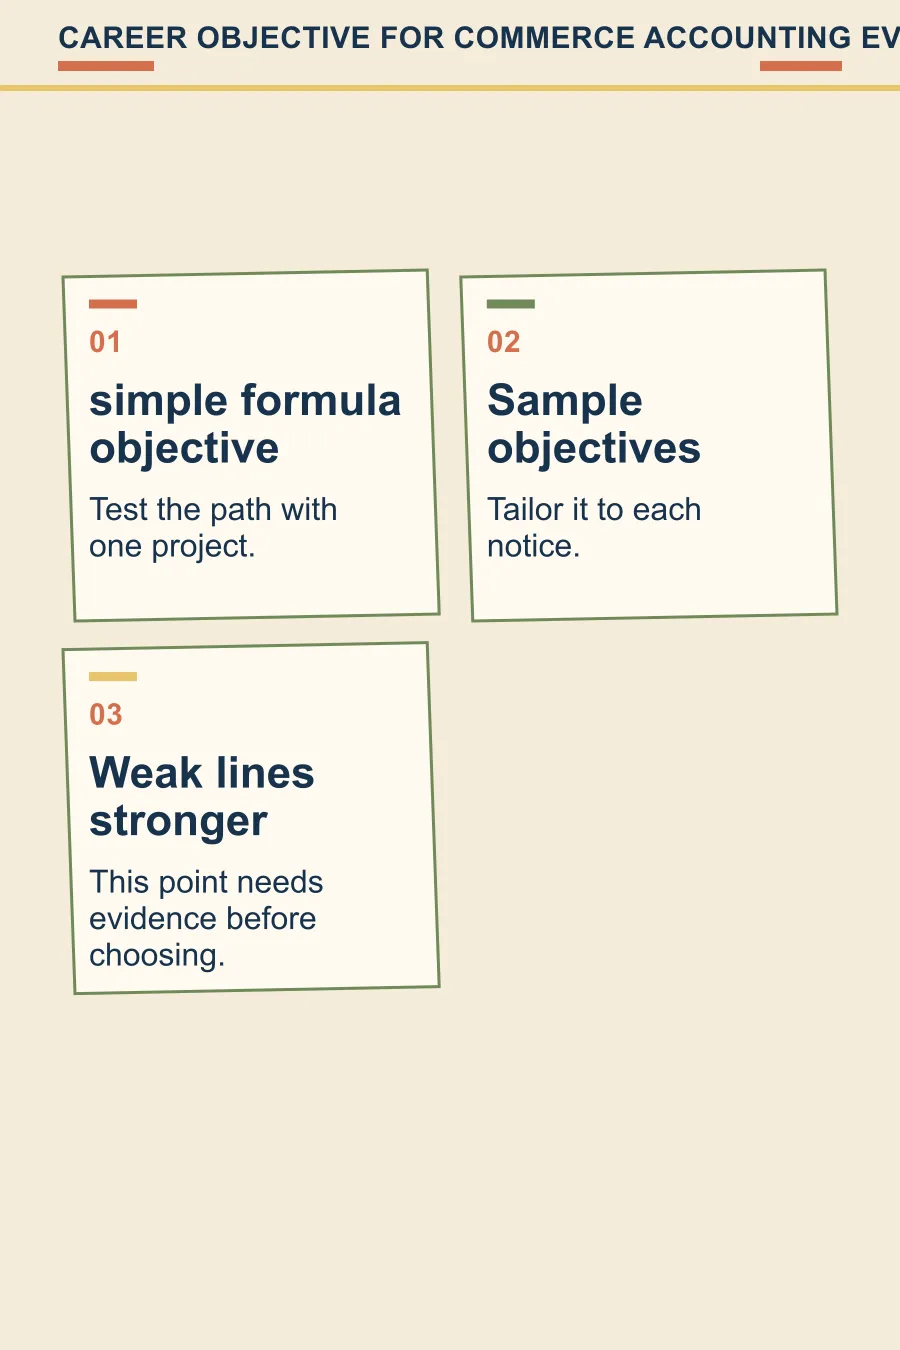 CAREER OBJECTIVE FOR COMMERCE ACCOUNTING EV
01
simple formula
objective
Test the path with
one project.
02
Sample
objectives
Tailor it to each
notice.
03
Weak lines
stronger
This point needs
evidence before
choosing.